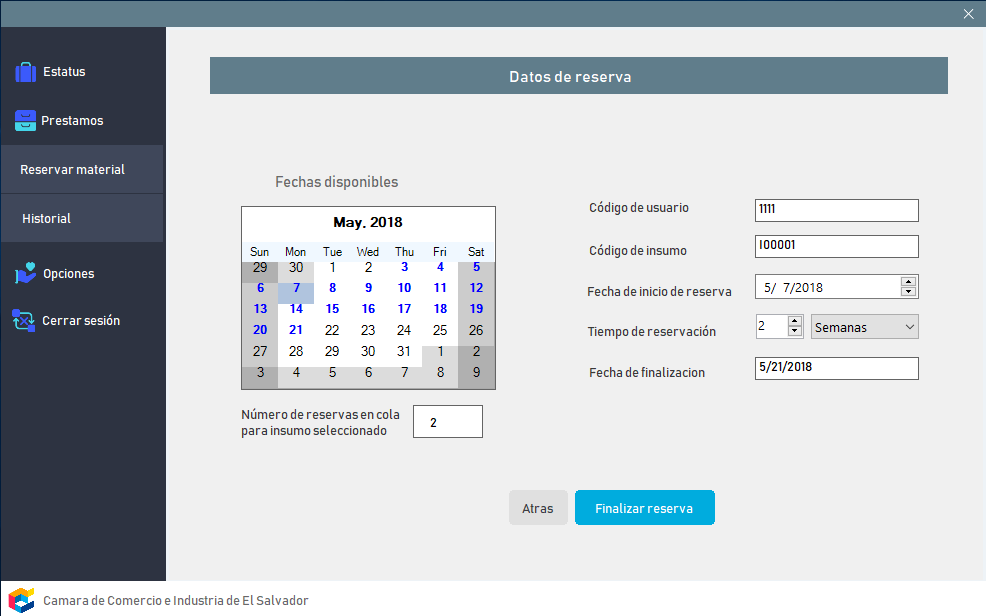 Estatus
Prestamos
Reservar material
Historial
Opciones
Cerrar sesión
Datos de reserva
Fechas disponibles
May, 2018
Sun Mon Tue Wed Thu Fri Sat
29 30 1 2 3 4 5
6 7 8 9 10 11 12
13 14 15 16 17 18 19
20 21 22 23 24 25 26
27 28 29 30 31 1 2
3 4 5 6 7 8 9
Número de reservas en cola
para insumo seleccionado
2
Código de usuario 1111
Código de insumo I00001
Fecha de inicio de reserva 5/ 7/2018
Tiempo de reservación 2 Semanas
Fecha de finalizacion 5/21/2018
Atras Finalizar reserva
Camara de Comercio e Industria de El Salvador